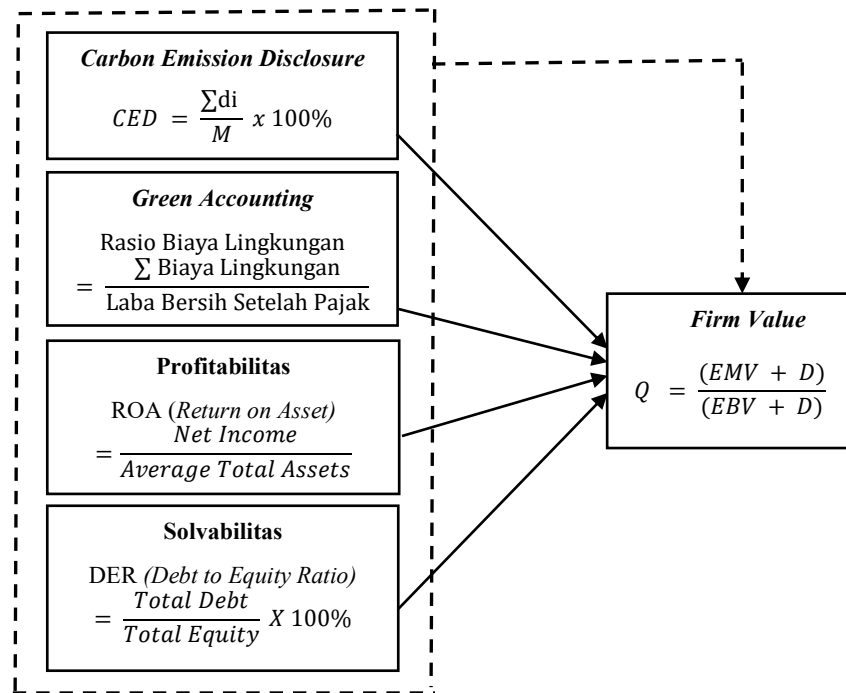 Carbon Emission Disclosure
CED = ∑di / M x 100%
Green Accounting
Rasio Biaya Lingkungan
= ∑ Biaya Lingkungan / Laba Bersih Setelah Pajak
Profitabilitas
ROA (Return on Asset)
= Net Income / Average Total Assets
Solvabilitas
DER (Debt to Equity Ratio)
= Total Debt / Total Equity X 100%
Firm Value
Q = (EMV + D) / (EBV + D)